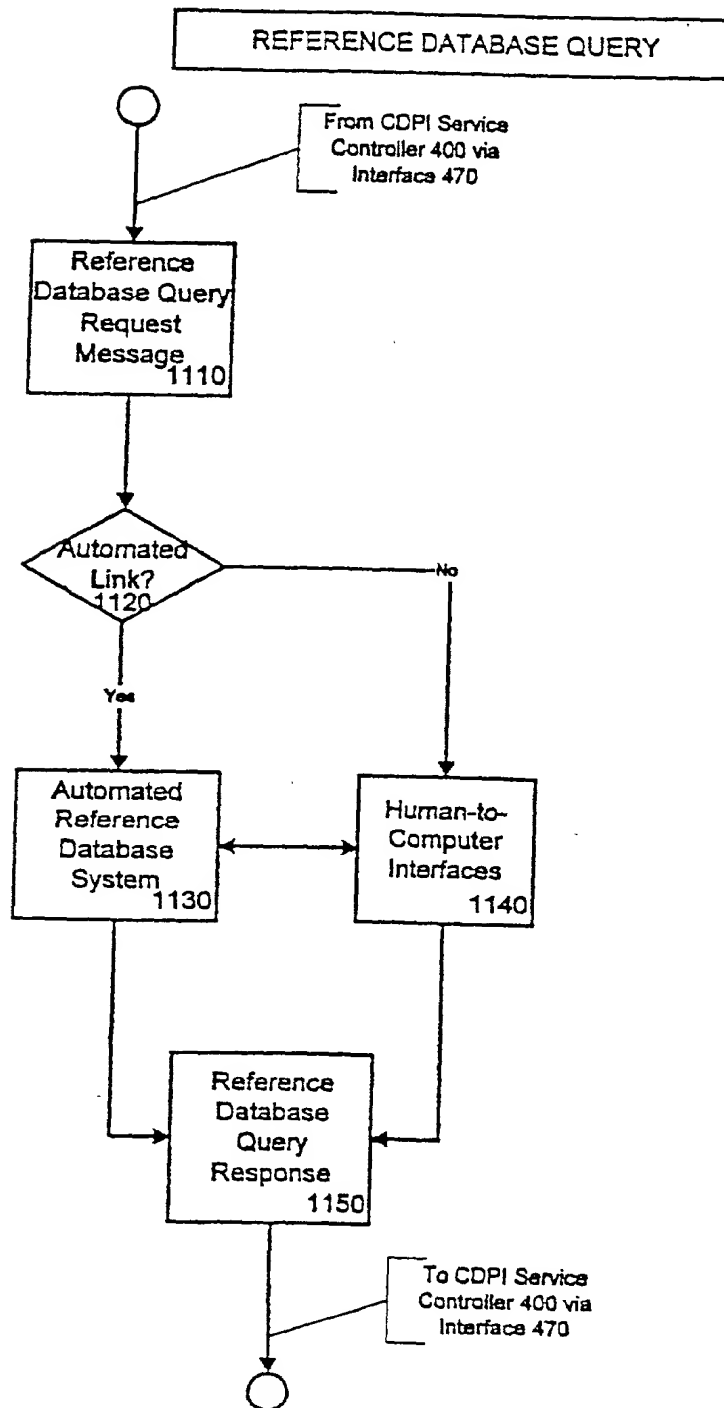 REFERENCE DATABASE QUERY
From CDPI Service
Controller 400 via
Interface 470
Reference
Database Query
Request
Message
1110
Automated
Link?
1120
No
Yes
Automated
Reference
Database
System
1130
Human-to-
Computer
Interfaces
1140
Reference
Database
Query
Response
1150
To CDPI Service
Controller 400 via
Interface 470